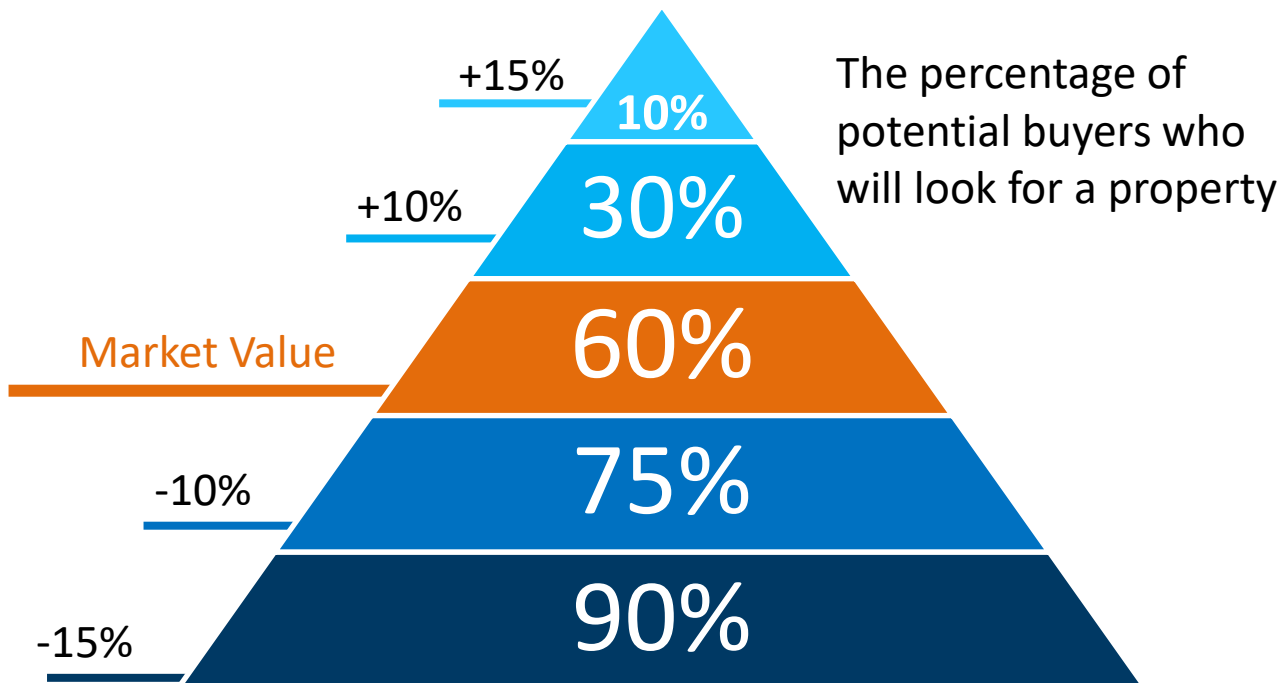 +15%
10%
The percentage of
potential buyers who
will look for a property
+10%
30%
Market Value
60%
-10%
75%
-15%
90%